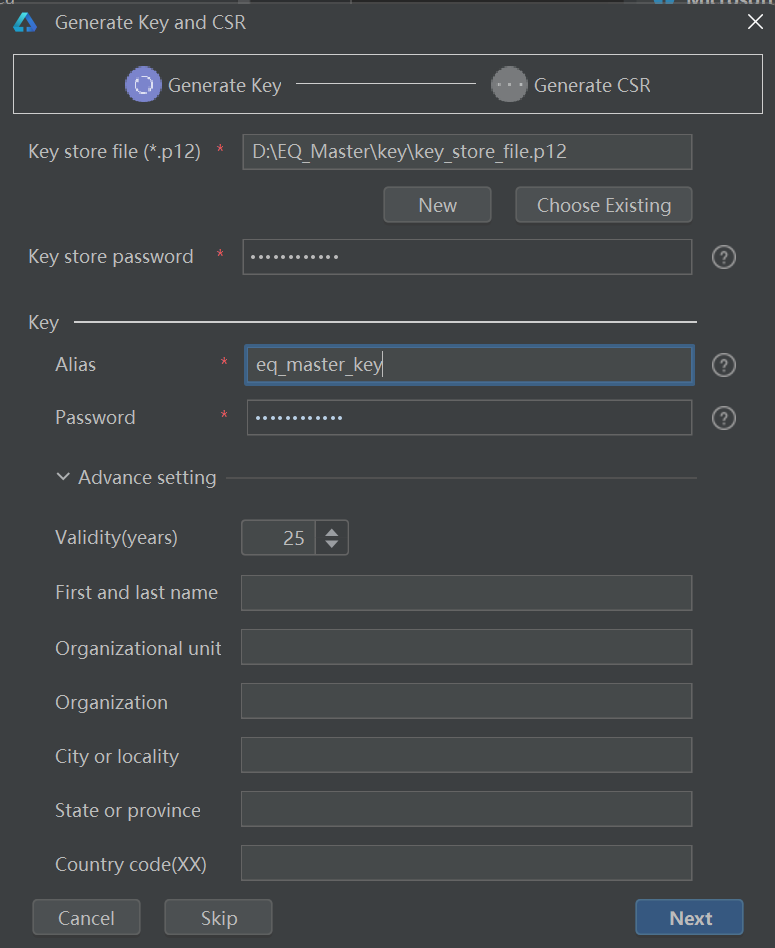 Generate Key and CSR
Generate Key
Generate CSR
Key store file (*.p12) * D:\EQ_Master\key\key_store_file.p12
New
Choose Existing
Key store password * ••••••••••••
?
Key
Alias * eq_master_key
?
Password * ••••••••••••
?
Advance setting
Validity(years) 25
First and last name
Organizational unit
Organization
City or locality
State or province
Country code(XX)
Cancel
Skip
Next